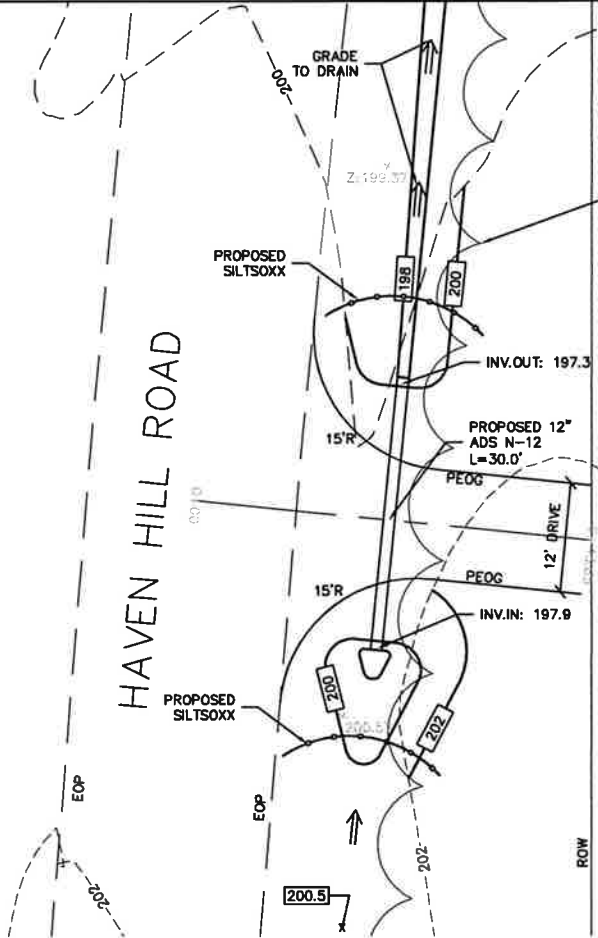 GRADE
TO DRAIN
200
Z:199.37
PROPOSED
SILTSOXX
198
200
INV.OUT: 197.3
HAVEN HILL ROAD
15'R
PROPOSED 12"
ADS N-12
L=30.0'
PEOG
12' DRIVE
PEOG
15'R
INV.IN: 197.9
200
PROPOSED
SILTSOXX
202
EOP
EOP
202
202
ROW
200.5
x